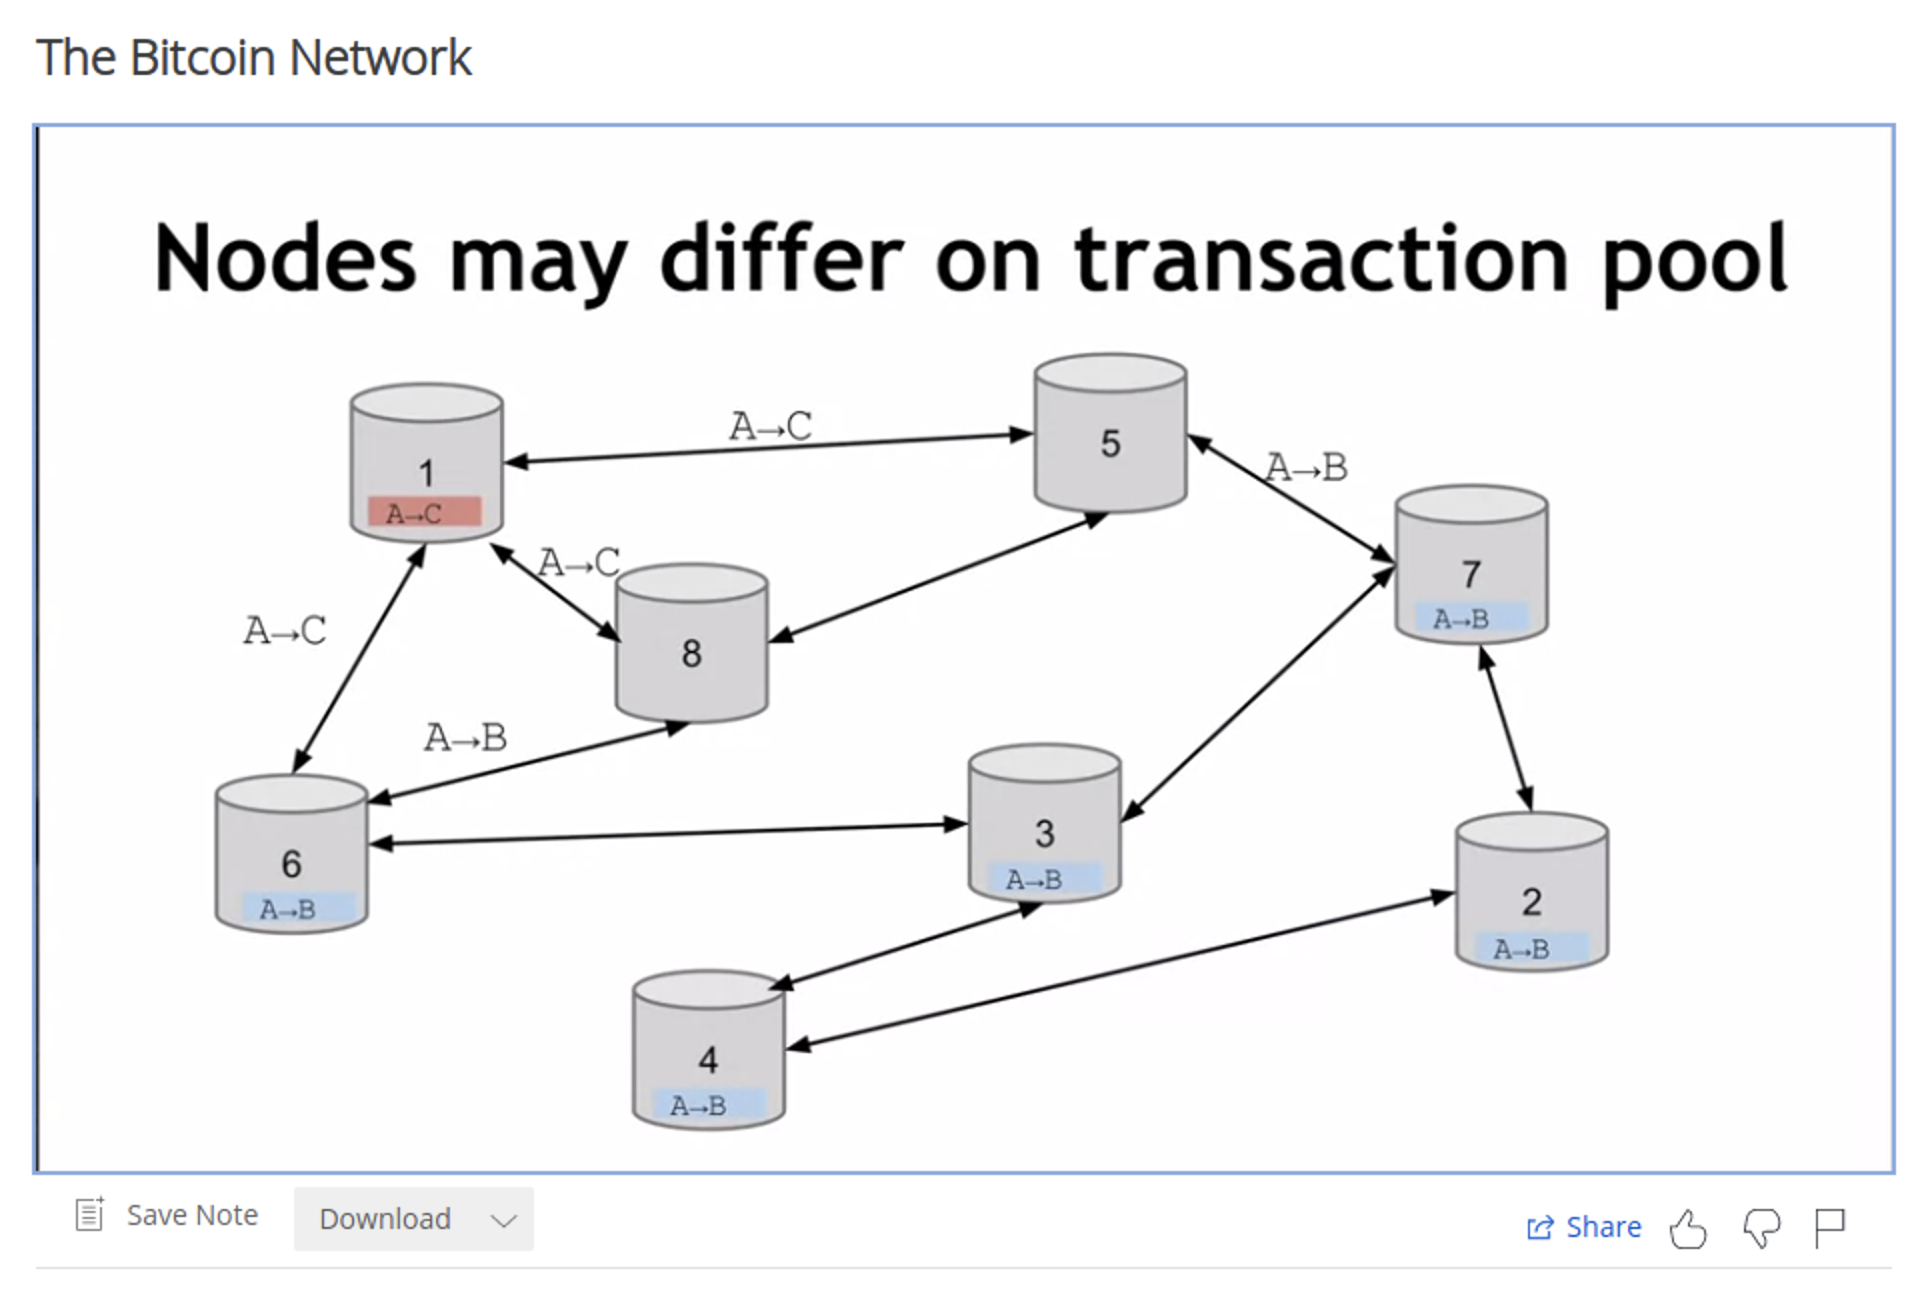 The Bitcoin Network
Nodes may differ on transaction pool
1
A→C
A→C
5
A→B
7
A→B
A→C
8
A→C
A→B
6
A→B
3
A→B
2
A→B
4
A→B
Save Note
Download
Share